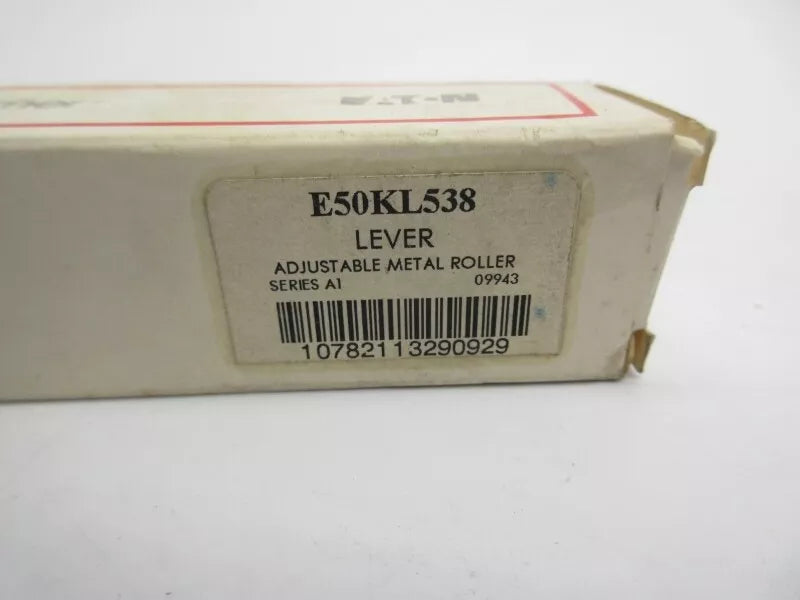 E·T·N
E50KL538
LEVER
ADJUSTABLE METAL ROLLER
SERIES A1 09943
10782113290929